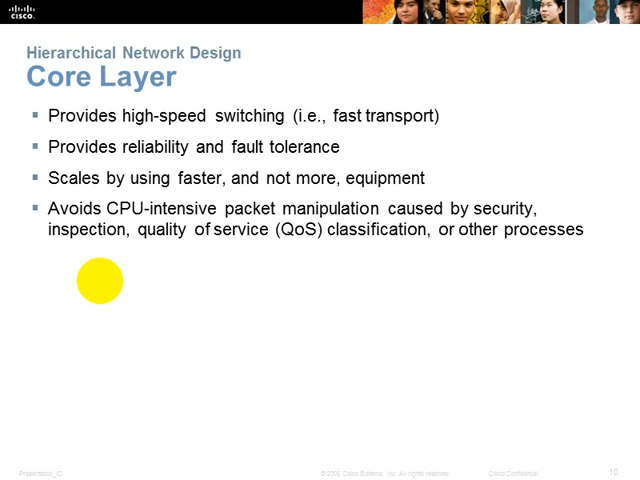 CISCO
Hierarchical Network Design
Core Layer
▪ Provides high-speed switching (i.e., fast transport)
▪ Provides reliability and fault tolerance
▪ Scales by using faster, and not more, equipment
▪ Avoids CPU-intensive packet manipulation caused by security,
inspection, quality of service (QoS) classification, or other processes
Presentation_ID
© 2008 Cisco Systems, Inc. All rights reserved.
Cisco Confidential
10